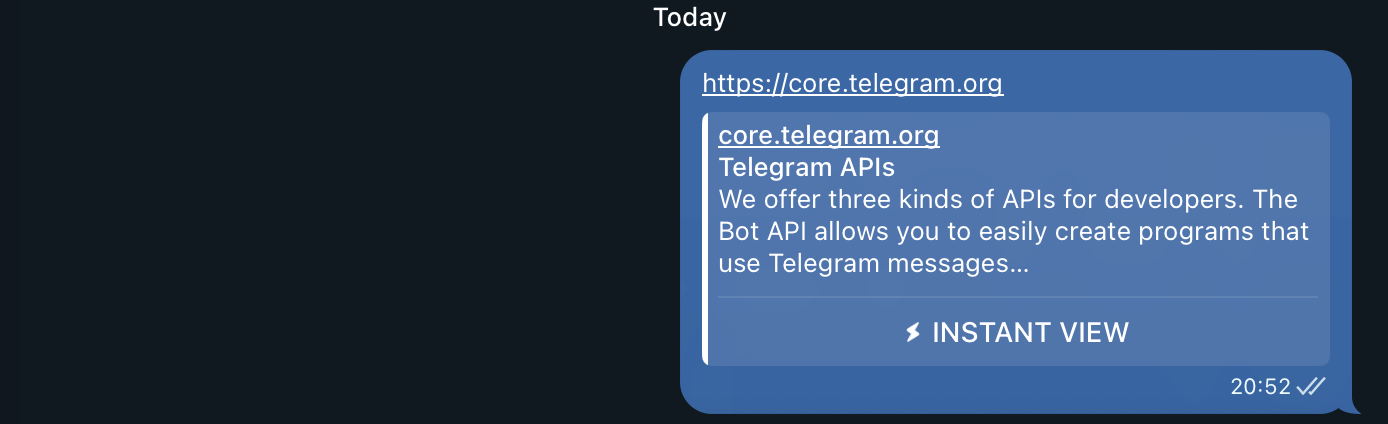 Today
https://core.telegram.org
core.telegram.org
Telegram APIs
We offer three kinds of APIs for developers. The
Bot API allows you to easily create programs that
use Telegram messages...
INSTANT VIEW
20:52